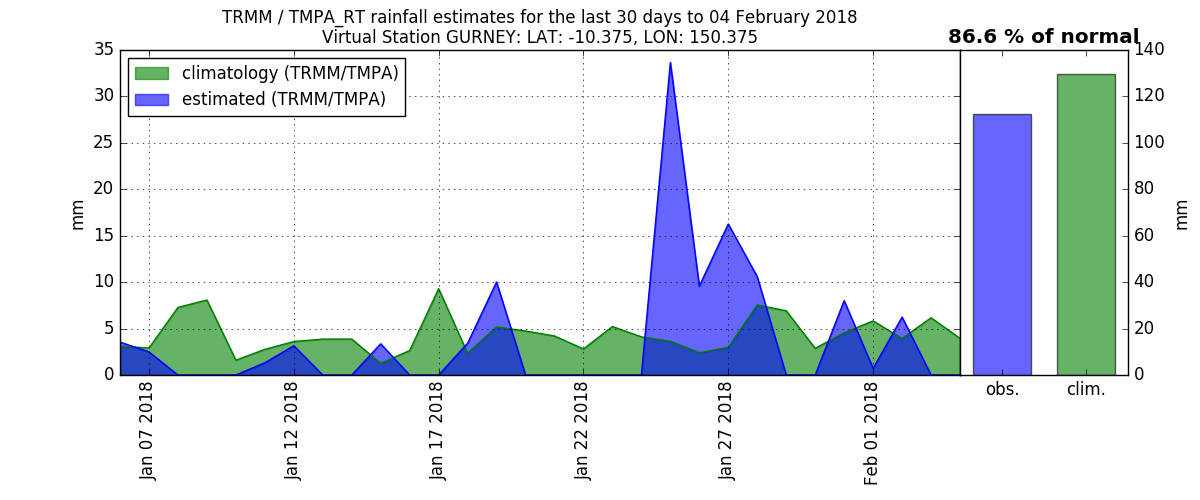 TRMM / TMPA_RT rainfall estimates for the last 30 days to 04 February 2018
Virtual Station GURNEY: LAT: -10.375, LON: 150.375
86.6 % of normal
climatology (TRMM/TMPA)
estimated (TRMM/TMPA)
35
30
25
20
15
10
5
0
mm
Jan 07 2018
Jan 12 2018
Jan 17 2018
Jan 22 2018
Jan 27 2018
Feb 01 2018
obs.
clim.
140
120
100
80
60
40
20
0
mm